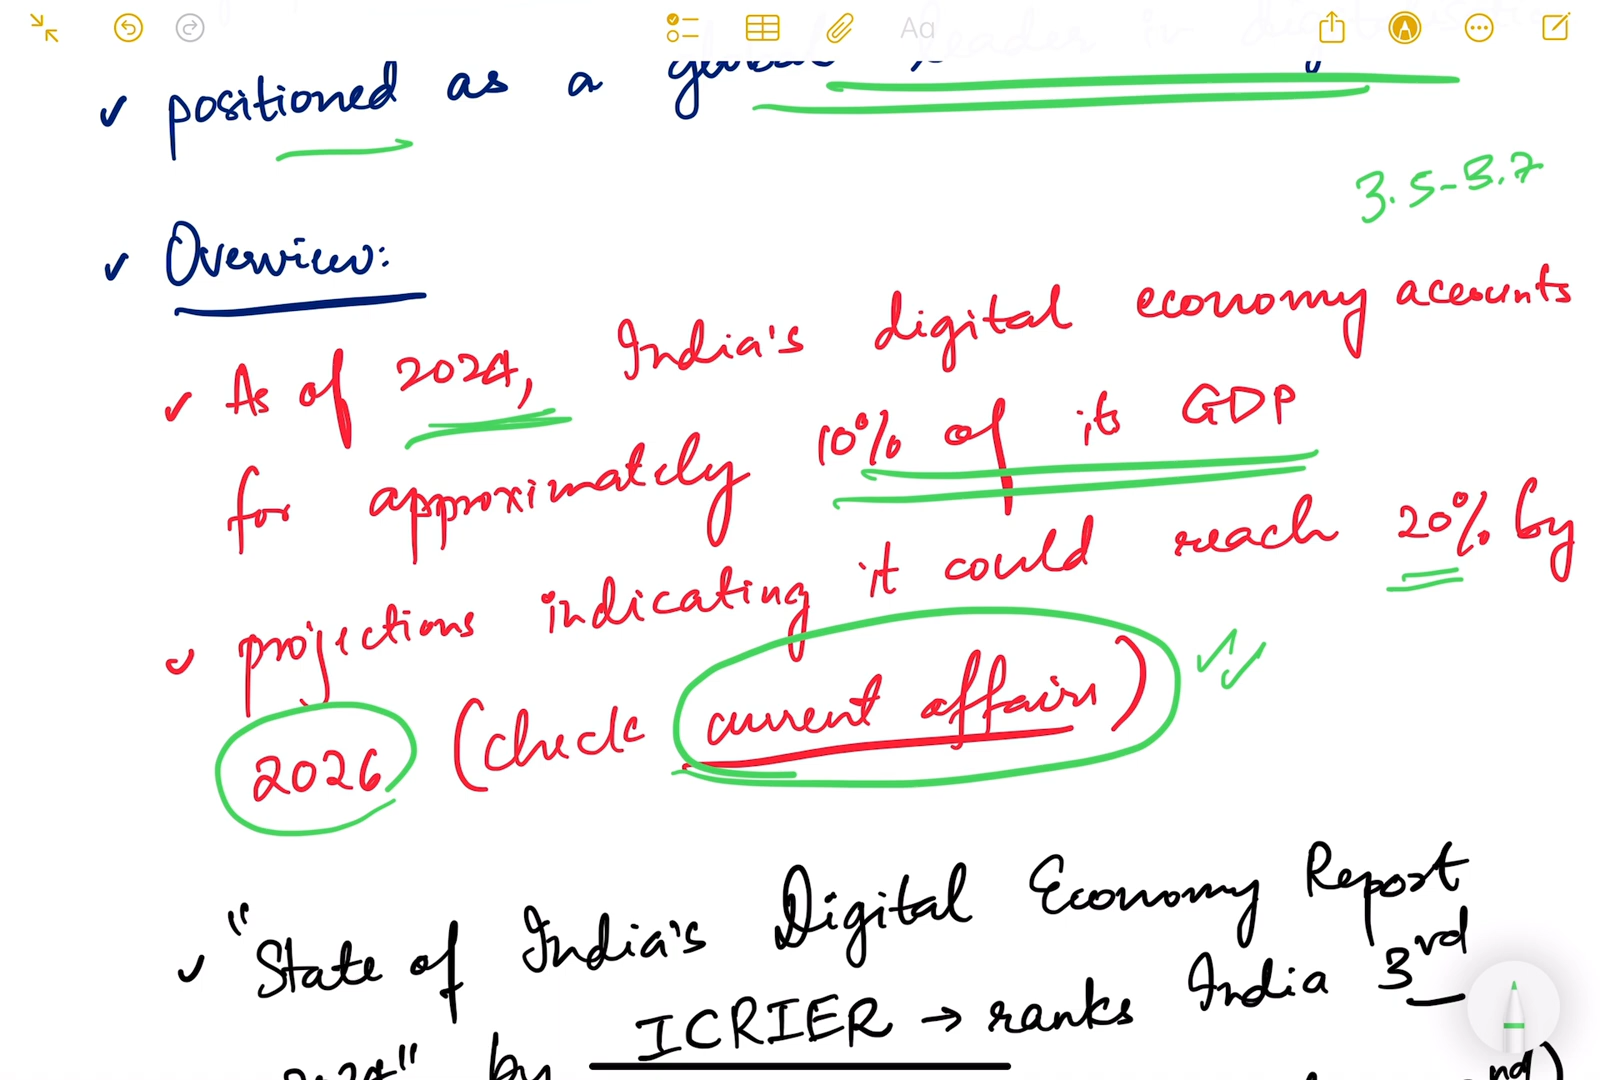 Aa
✓ positioned as a
3.5-3.7
✓ Overview:
✓ As of 2024, India's digital economy accounts
for approximately 10% of its GDP
✓ projections indicating it could reach 20% by
2026 (check current affairs)
✓ "State of India's Digital Economy Report
2024" by ICRIER → ranks India 3rd